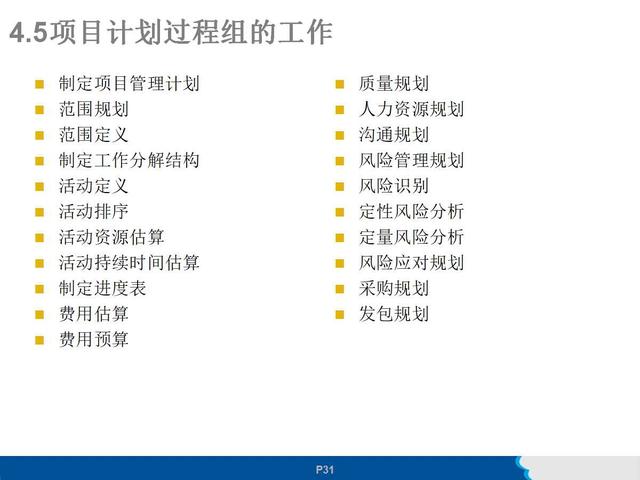 4.5项目计划过程组的工作
制定项目管理计划
范围规划
范围定义
制定工作分解结构
活动定义
活动排序
活动资源估算
活动持续时间估算
制定进度表
费用估算
费用预算
质量规划
人力资源规划
沟通规划
风险管理规划
风险识别
定性风险分析
定量风险分析
风险应对规划
采购规划
发包规划
P31